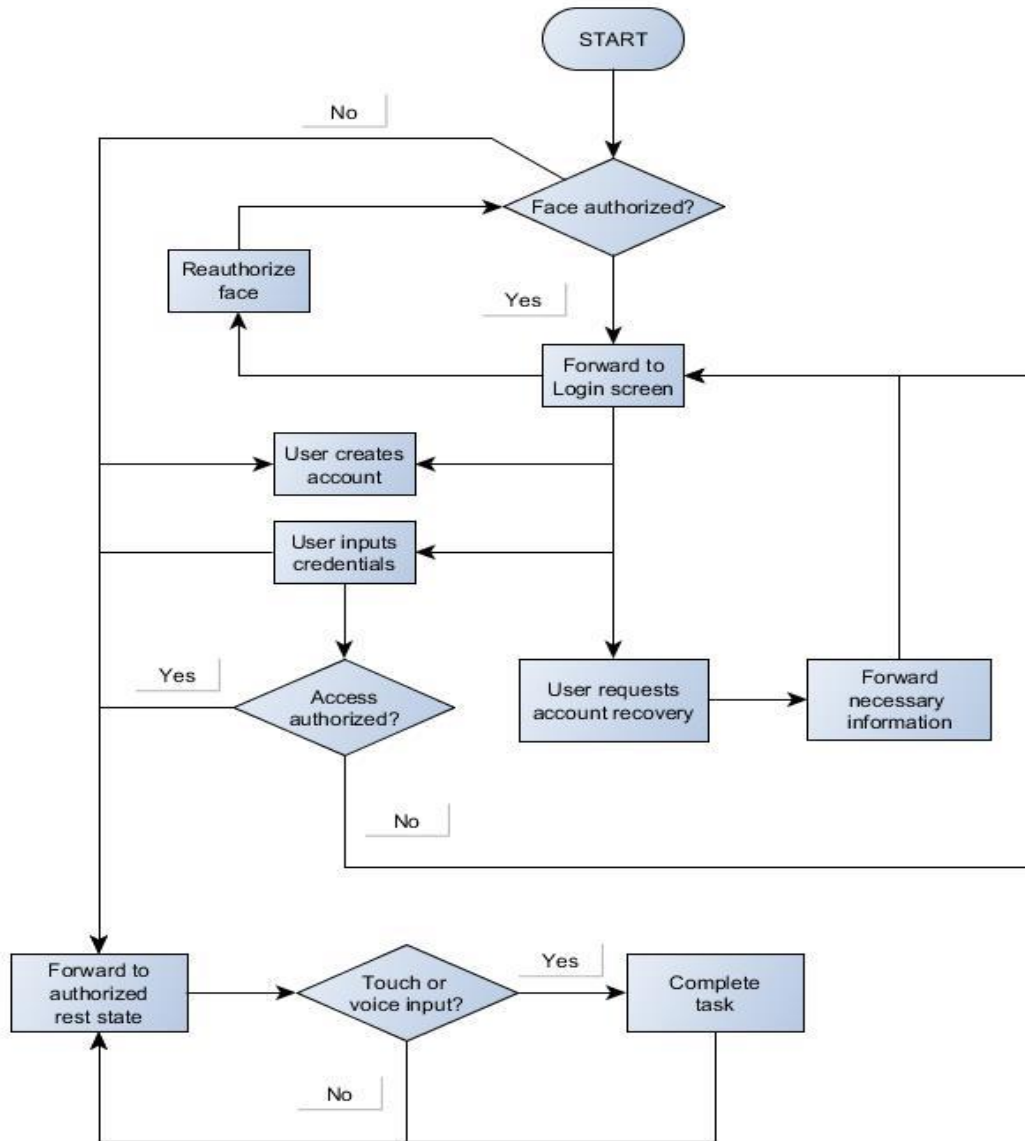 START
No
Face authorized?
Reauthorize
face
Yes
Forward to
Login screen
User creates
account
User inputs
credentials
Yes
Access
authorized?
User requests
account recovery
Forward
necessary
information
No
Forward to
authorized
rest state
Touch or
voice input?
Yes
Complete
task
No